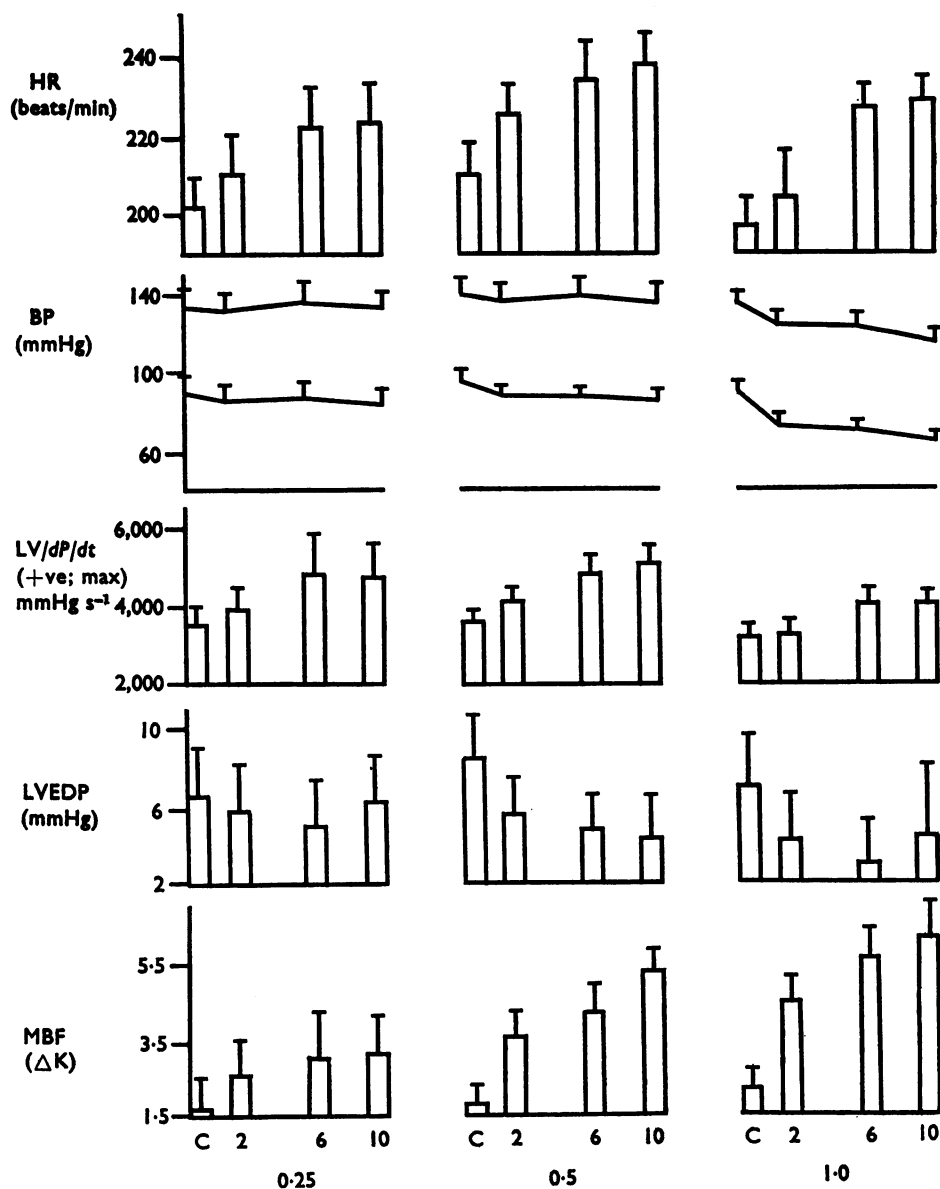 HR
(beats/min)
240
220
200
BP
(mmHg)
140
100
60
LV/dP/dt
(+ve; max)
mmHg s⁻¹
6,000
4,000
2,000
LVEDP
(mmHg)
10
6
2
MBF
(△K)
5·5
3·5
1·5
C 2 6 10 C 2 6 10 C 2 6 10
0·25 0·5 1·0